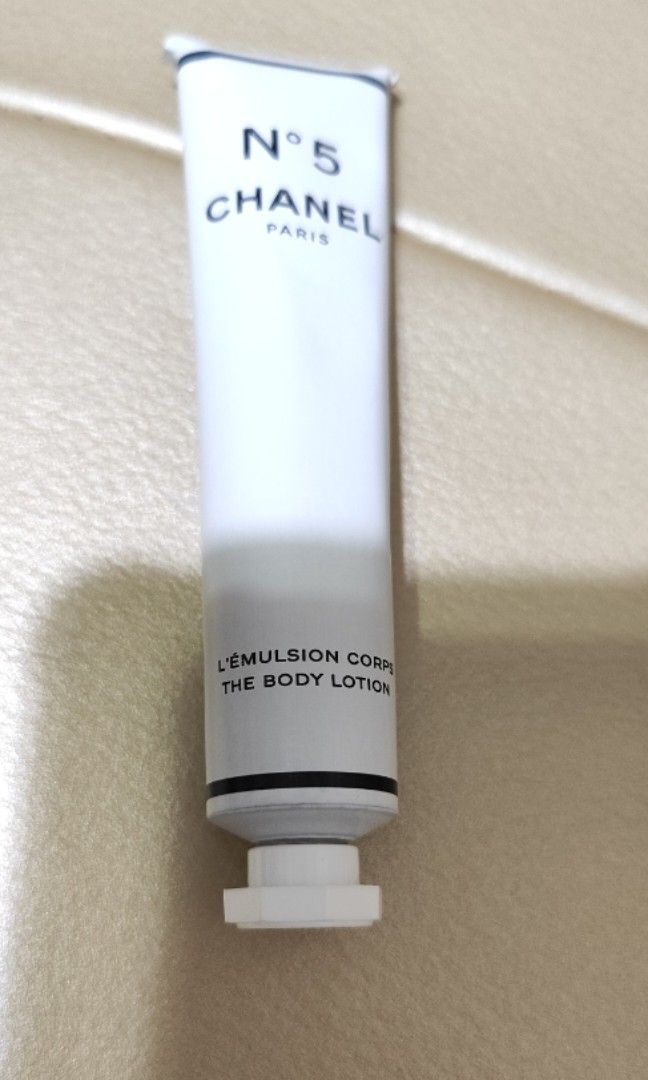 N°5
CHANEL
PARIS
L'ÉMULSION CORPS
THE BODY LOTION